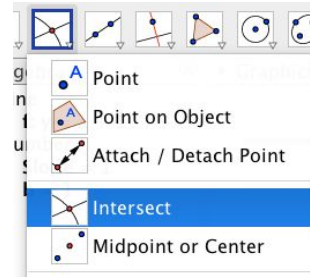 Point
Point on Object
Attach / Detach Point
Intersect
Midpoint or Center